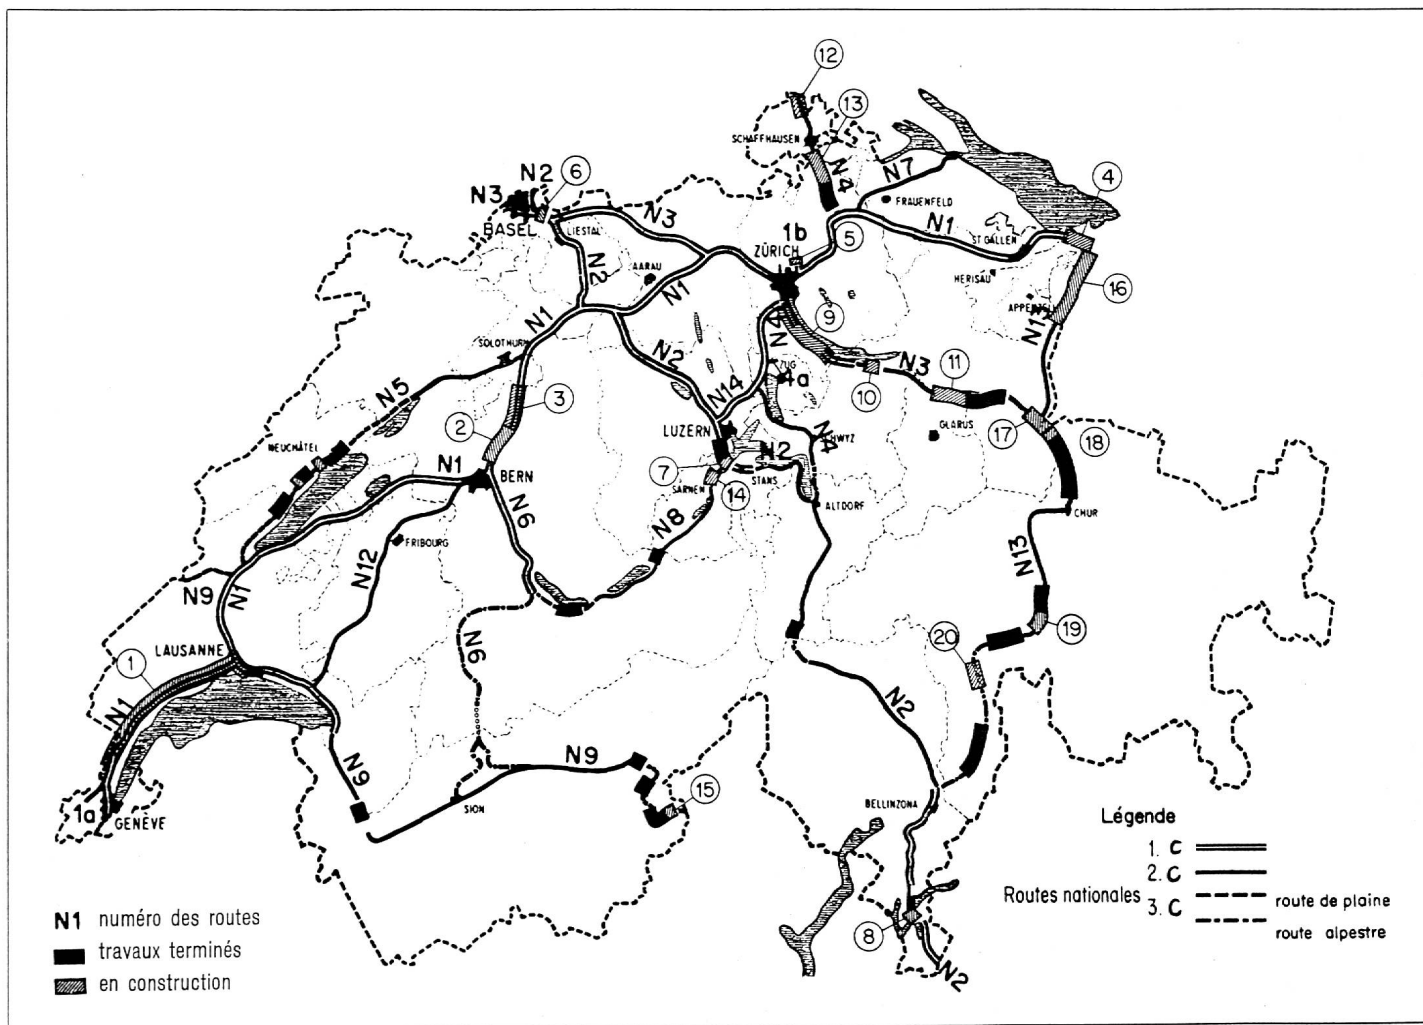 12
13
SCHAFFHAUSEN
N4
N7
4
N2
6
N3
BASEL
LIESTAL
N3
1b
ZÜRICH
5
FRAUENFELD
N1
ST GALLEN
HERISAU
16
APPENZELL
N13
N2
AARAU
N1
N1
N4
9
SOLOTHURN
N2
ZUG
4a
N3
10
11
N5
3
N14
GLARUS
2
LUZERN
SCHWYZ
N4
17
18
NEUCHÂTEL
N1
BERN
7
N2
STANS
SARNEN
14
ALTDORF
CHUR
N6
N8
FRIBOURG
N12
N13
N9
N1
19
20
LAUSANNE
1
N6
N1
N2
N9
N9
15
SION
BELLINZONA
1a
GENÈVE
8
N2
Légende
1. C
2. C
Routes nationales
3. C
route de plaine
route alpestre
N1 numéro des routes
travaux terminés
en construction